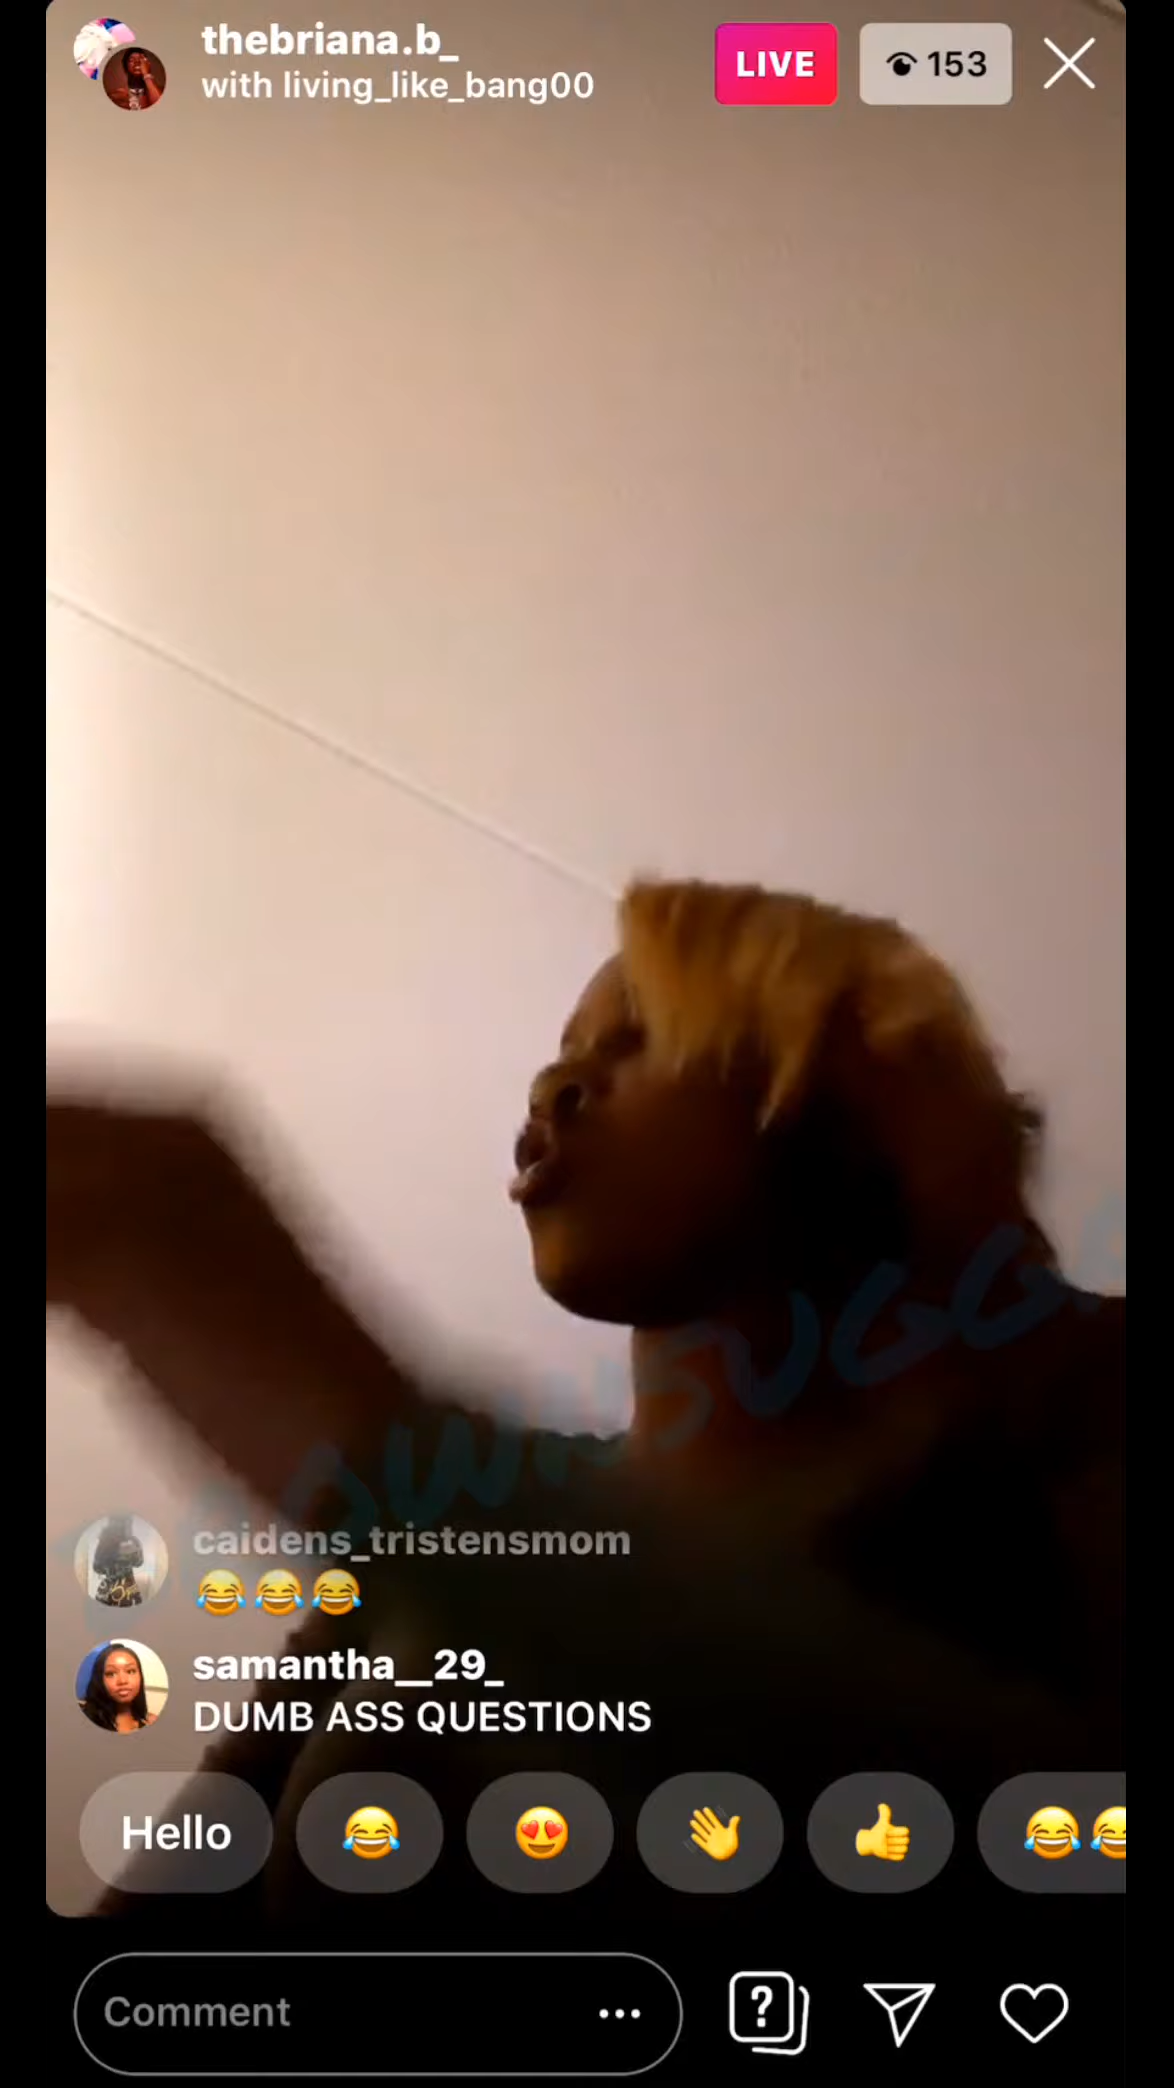 thebriana.b_
with living_like_bang00
LIVE
153
caidens_tristensmom
😂😂😂
samantha__29_
DUMB ASS QUESTIONS
Hello
😂
😍
👋
👍
😂😂
Comment